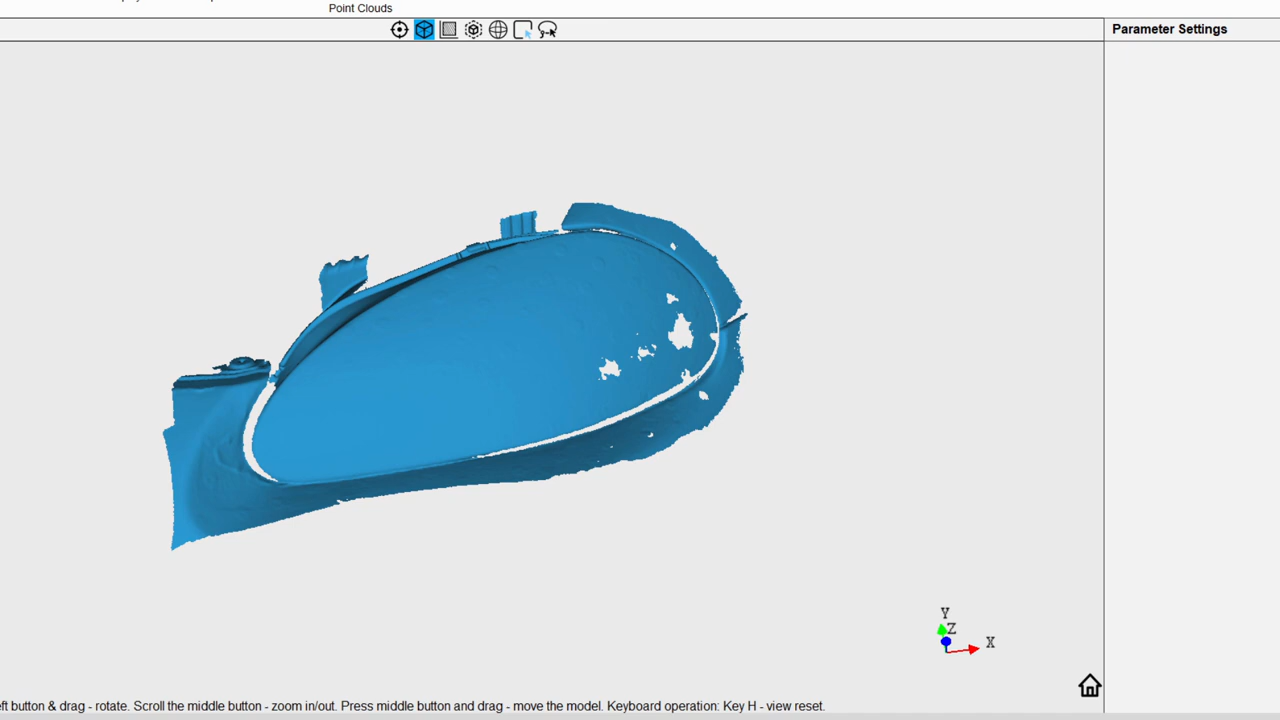 Point Clouds
Parameter Settings
Y
Z
X
eft button & drag - rotate. Scroll the middle button - zoom in/out. Press middle button and drag - move the model. Keyboard operation: Key H - view reset.